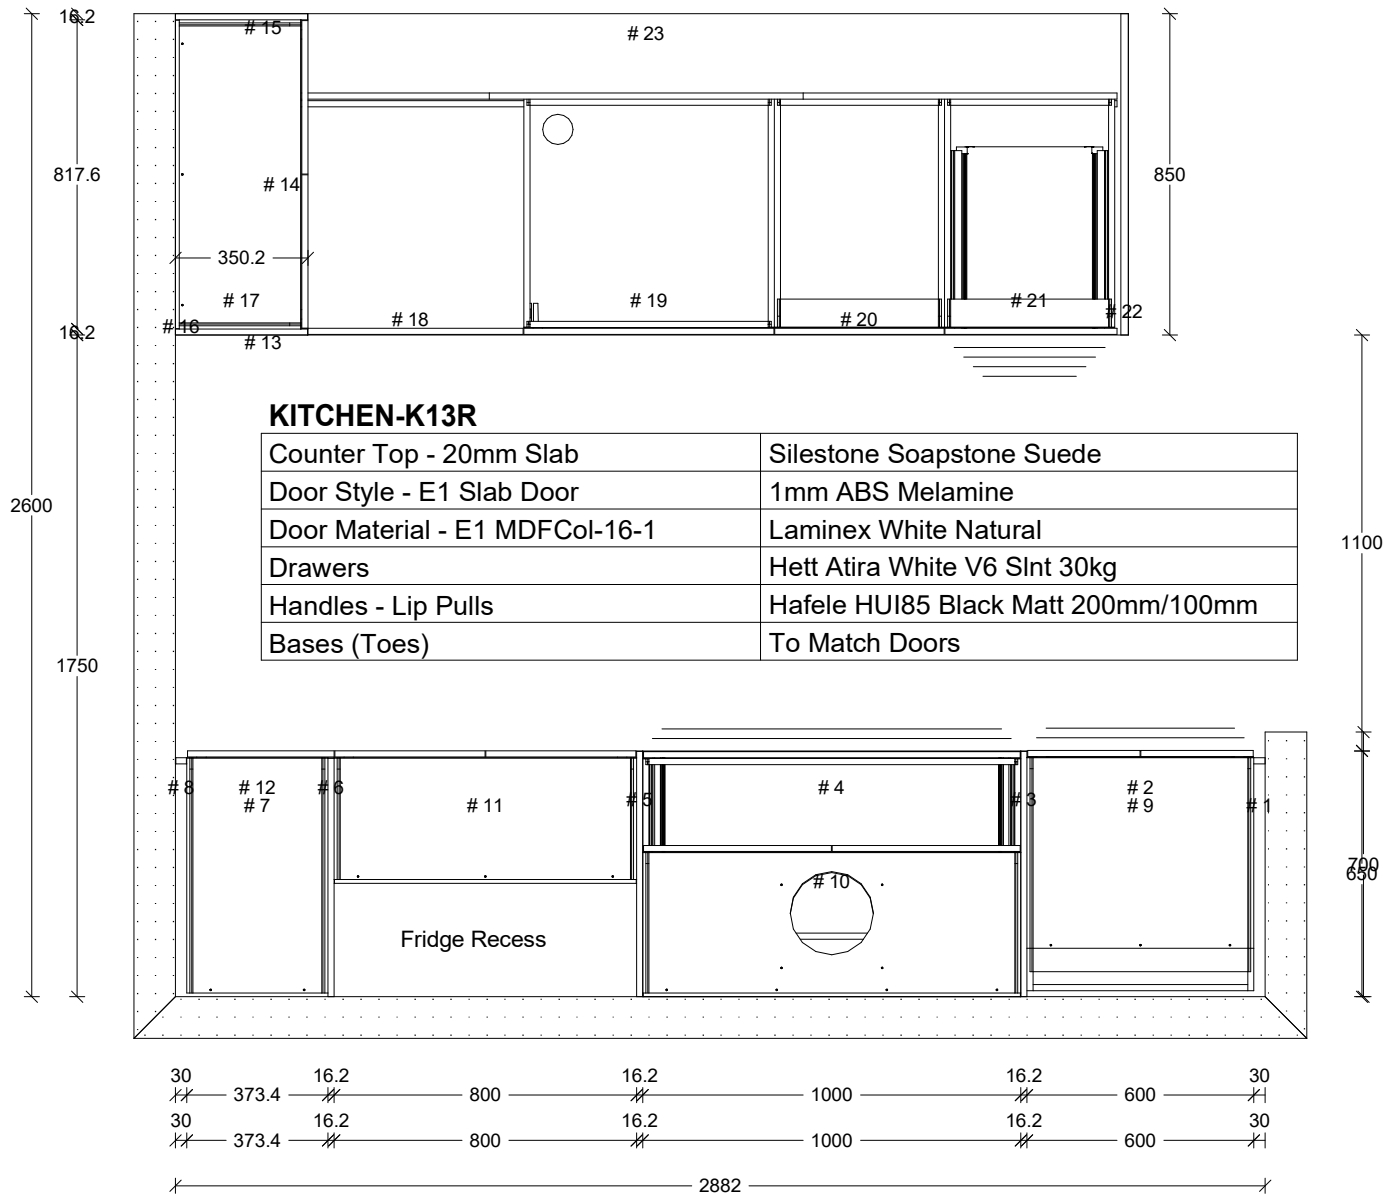 16.2
# 15
# 23
817.6
# 14
850
350.2
# 17
# 19
# 21
# 16
16.2
# 18
# 20
# 22
# 13
KITCHEN-K13R
Counter Top - 20mm Slab Silestone Soapstone Suede
Door Style - E1 Slab Door 1mm ABS Melamine
Door Material - E1 MDFCol-16-1 Laminex White Natural
Drawers Hett Atira White V6 Slnt 30kg
Handles - Lip Pulls Hafele HUI85 Black Matt 200mm/100mm
Bases (Toes) To Match Doors
2600
1100
1750
# 8
# 12
# 6
# 5
# 4
# 3
# 2
# 1
# 7
# 11
# 9
700
650
# 10
Fridge Recess
30 16.2 16.2 16.2 30
373.4 800 1000 600
30 16.2 16.2 16.2 30
373.4 800 1000 600
2882